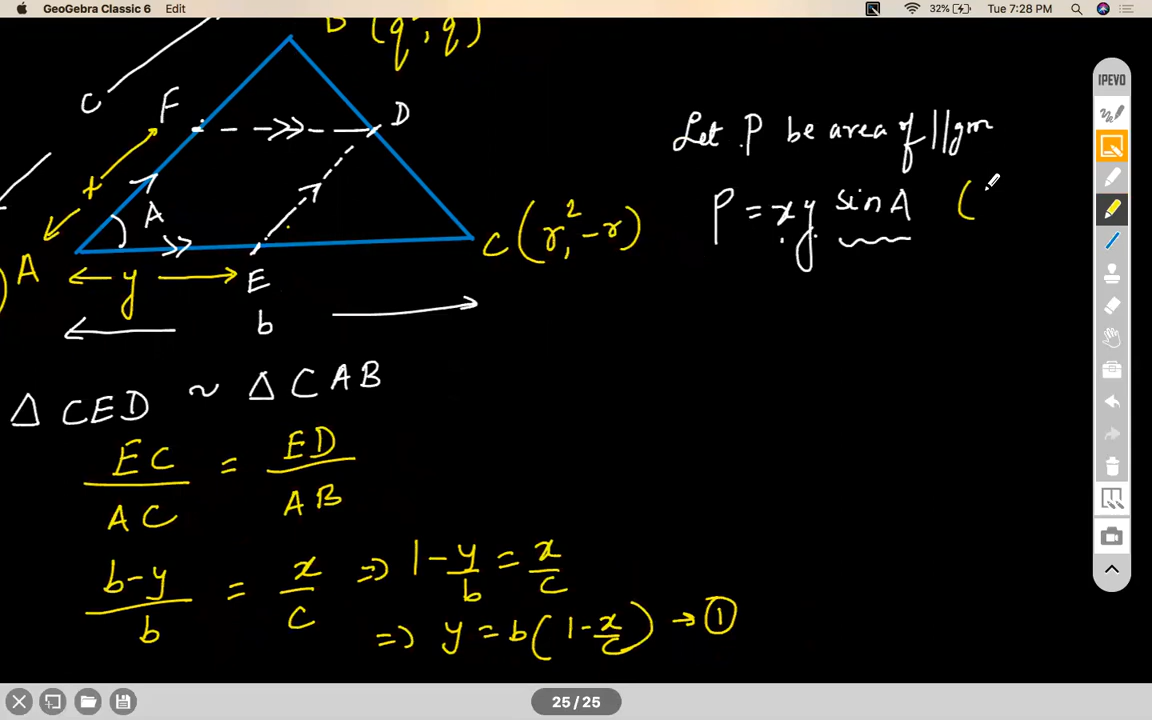 GeoGebra Classic 6 Edit 32% Tue 7:28 PM
B (q², q)
C
F
D
Let P be area of ||gm
IPEVO
x
A
P = xy sin A (
C (r², -r)
A
y
E
b
Δ CED ~ Δ CAB
EC/AC = ED/AB
b-y/b = x/c => 1 - y/b = x/c
=> y = b(1 - x/c) → ①
25 / 25